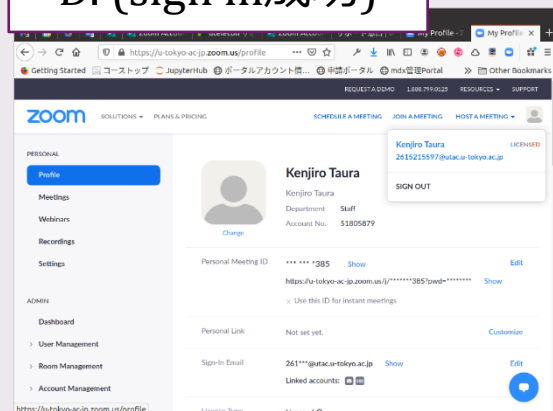 D: (Sign in成功)
My Profile - Z
My Profile
https://u-tokyo-ac-jp.zoom.us/profile
Getting Started
コーストップ
JupyterHub
ポータルアカウント情…
申請ポータル
mdx管理Portal
Other Bookmarks
REQUEST A DEMO 1.888.799.0125 RESOURCES SUPPORT
zoom SOLUTIONS PLANS & PRICING SCHEDULE A MEETING JOIN A MEETING HOST A MEETING
Kenjiro Taura LICENSED
2615215597@utac.u-tokyo.ac.jp
SIGN OUT
PERSONAL
Profile
Meetings
Webinars
Recordings
Settings
ADMIN
Dashboard
User Management
Room Management
Account Management
Change
Kenjiro Taura
Kenjiro Taura
Department Staff
Account No. 51805879
Personal Meeting ID *** *** *385 Show Edit
https://u-tokyo-ac-jp.zoom.us/j/*******385?pwd=******** Show
× Use this ID for instant meetings
Personal Link Not set yet. Customize
Sign-In Email 261***@utac.u-tokyo.ac.jp Show Edit
Linked accounts:
https://u-tokyo-ac-jp.zoom.us/profile